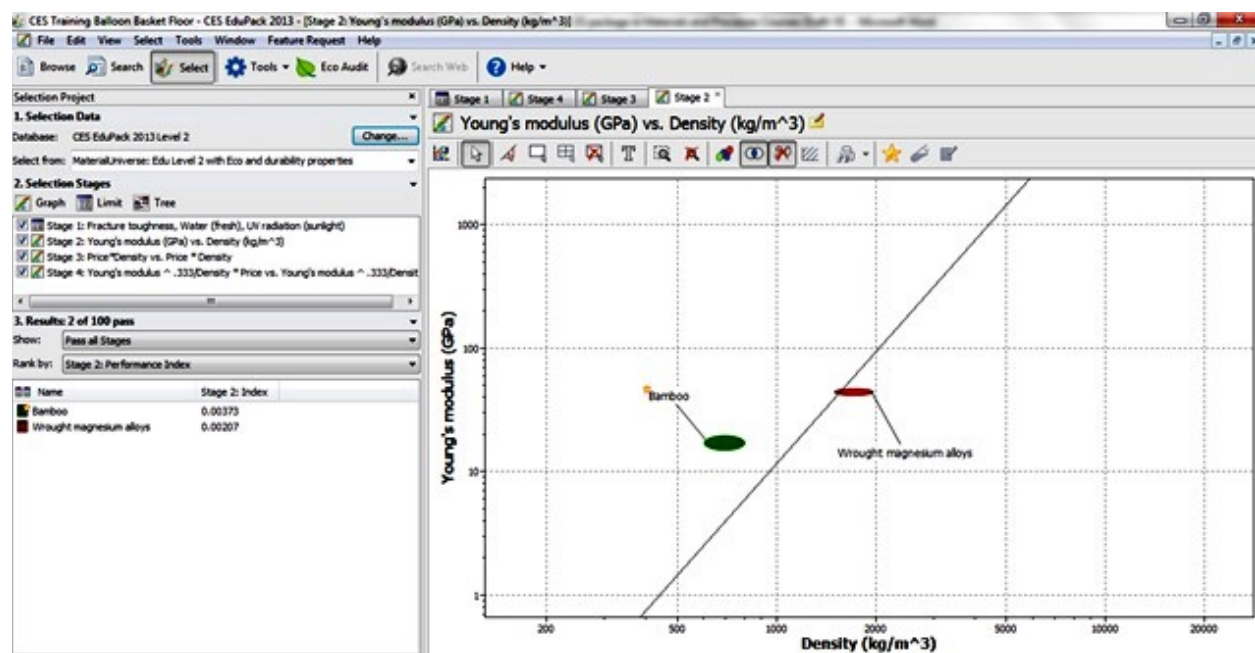 CES Training Balloon Basket Floor - CES EduPack 2013 - [Stage 2: Young's modulus (GPa) vs. Density (kg/m^3)]
File Edit View Select Tools Window Feature Request Help
Browse Search Select Tools Eco Audit Search Web Help
Selection Project
1. Selection Data
Database: CES EduPack 2013 Level 2 Change...
Select from: MaterialUniverse: Edu Level 2 with Eco and durability properties
2. Selection Stages
Graph Limit Tree
Stage 1: Fracture toughness, Water (fresh), UV radiation (sunlight)
Stage 2: Young's modulus (GPa) vs. Density (kg/m^3)
Stage 3: Price*Density vs. Price * Density
Stage 4: Young's modulus ^ .333/Density * Price vs. Young's modulus ^ .333/Densit
3. Results: 2 of 100 pass
Show: Pass all Stages
Rank by: Stage 2: Performance Index
Name Stage 2: Index
Bamboo 0.00373
Wrought magnesium alloys 0.00207
Stage 1 Stage 4 Stage 3 Stage 2
Young's modulus (GPa) vs. Density (kg/m^3)
Young's modulus (GPa)
1000
100
10
1
Bamboo
Wrought magnesium alloys
200 500 1000 2000 5000 10000 20000
Density (kg/m^3)